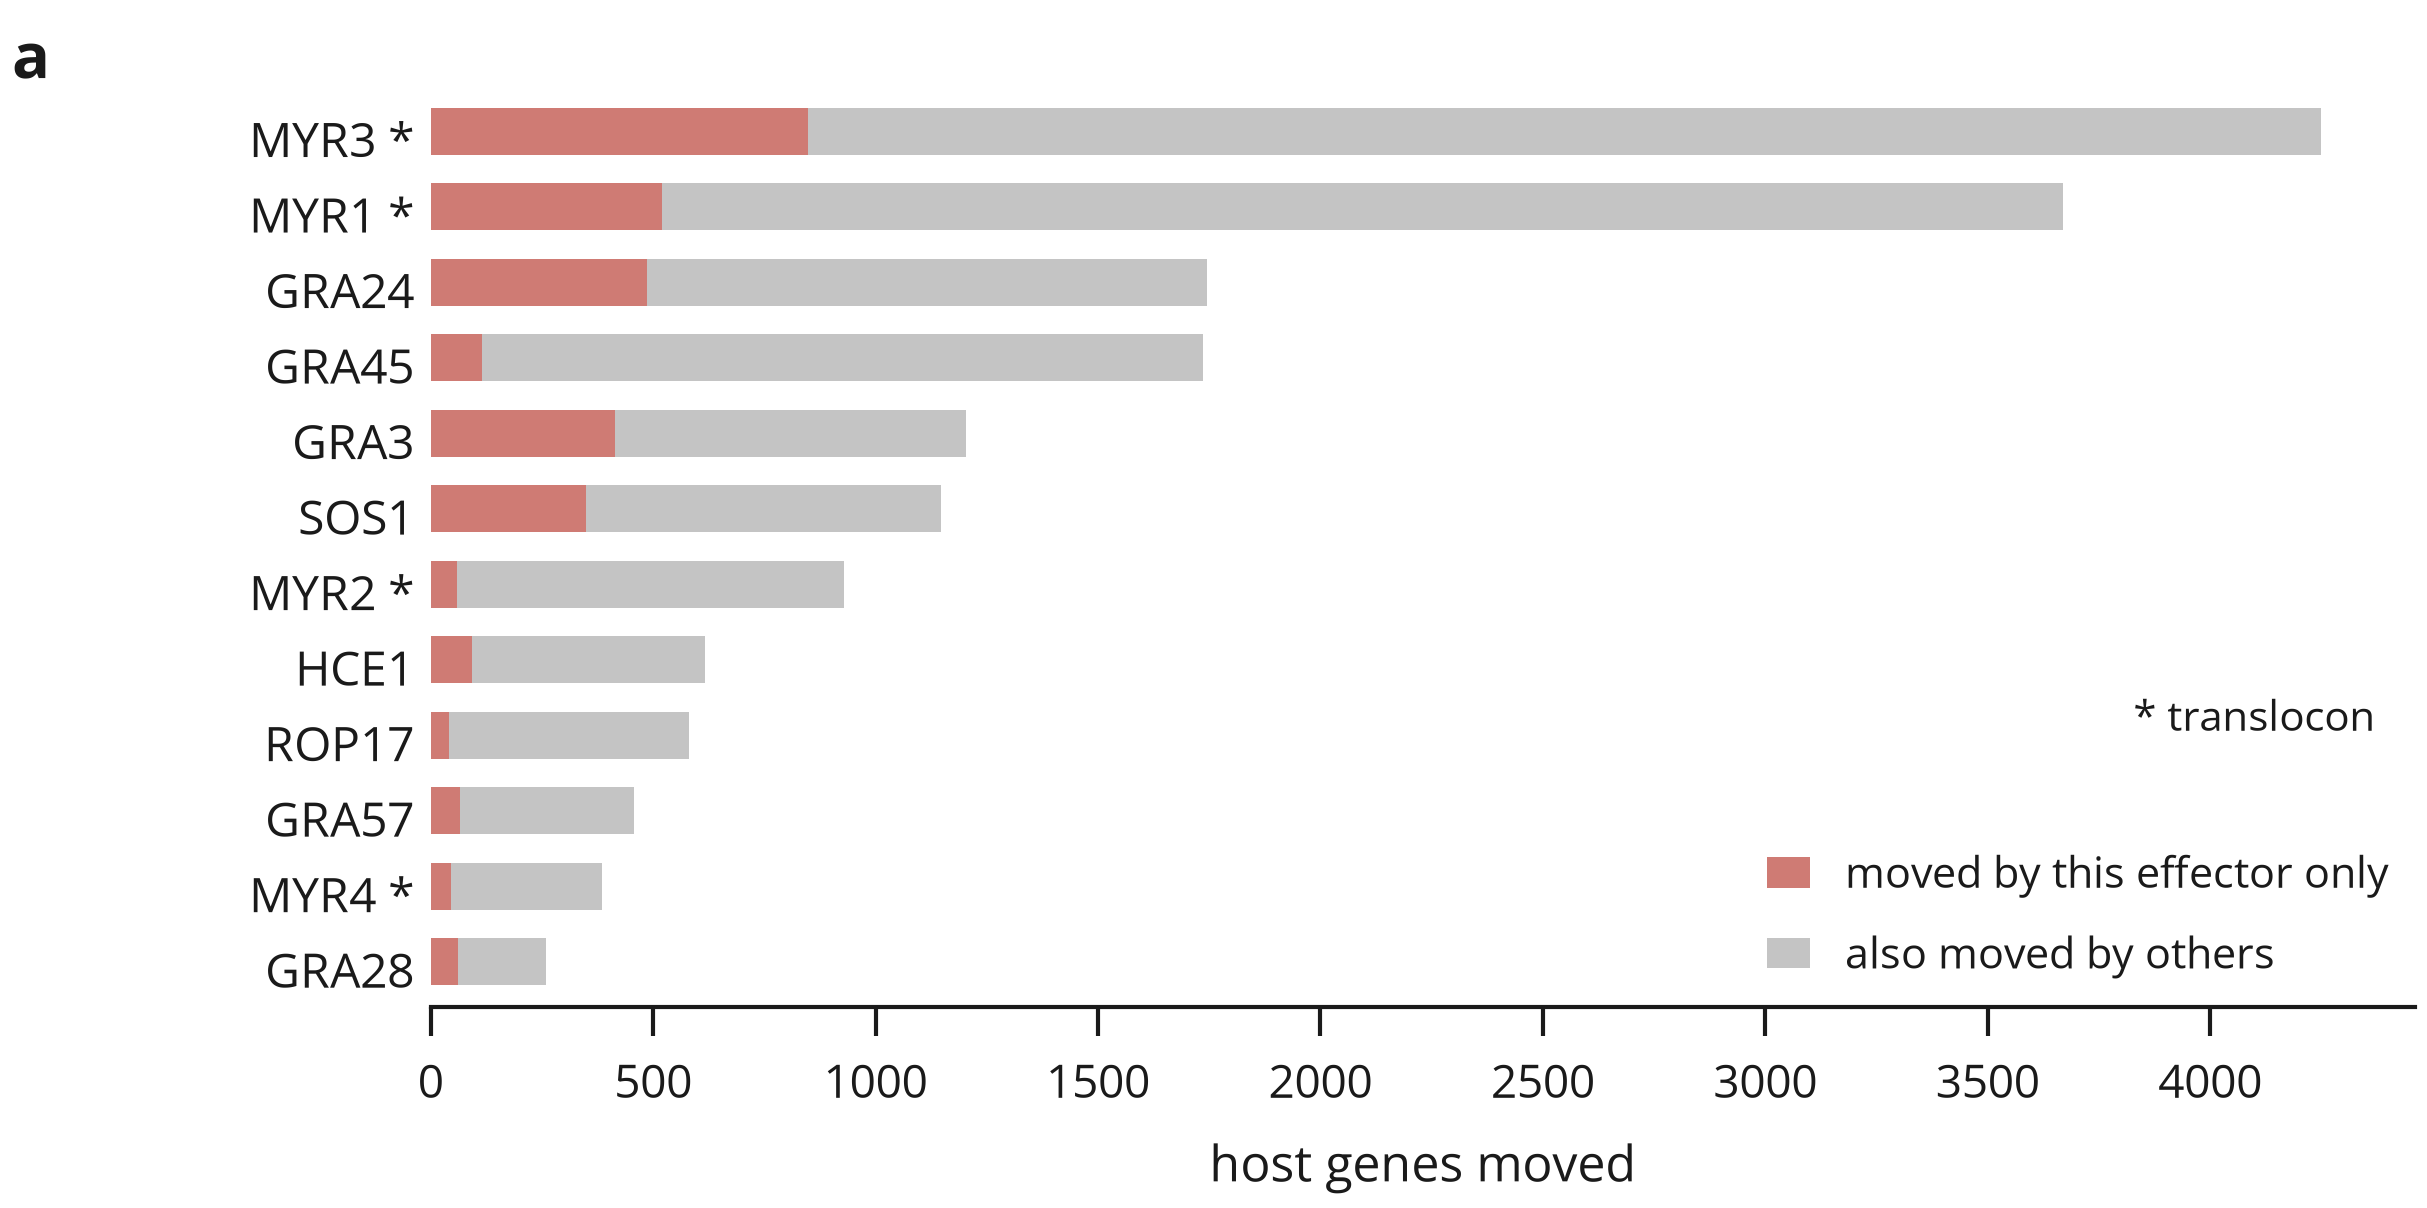 a
MYR3 *
MYR1 *
GRA24
GRA45
GRA3
SOS1
MYR2 *
HCE1
ROP17
GRA57
MYR4 *
GRA28
* translocon
moved by this effector only
also moved by others
0 500 1000 1500 2000 2500 3000 3500 4000
host genes moved